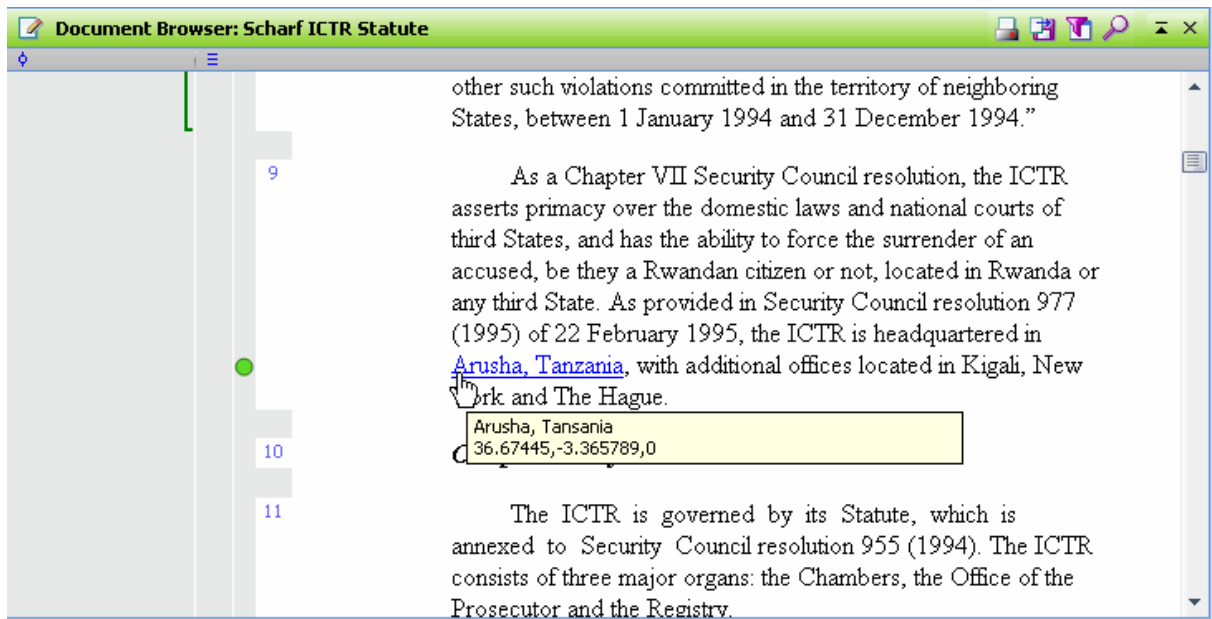 Document Browser: Scharf ICTR Statute
other such violations committed in the territory of neighboring
States, between 1 January 1994 and 31 December 1994.”
9 As a Chapter VII Security Council resolution, the ICTR
asserts primacy over the domestic laws and national courts of
third States, and has the ability to force the surrender of an
accused, be they a Rwandan citizen or not, located in Rwanda or
any third State. As provided in Security Council resolution 977
(1995) of 22 February 1995, the ICTR is headquartered in
Arusha, Tanzania, with additional offices located in Kigali, New
and The Hague.
Arusha, Tansania
10
36.67445,-3.365789,0
11 The ICTR is governed by its Statute, which is
annexed to Security Council resolution 955 (1994). The ICTR
consists of three major organs: the Chambers, the Office of the
Prosecutor and the Registry.